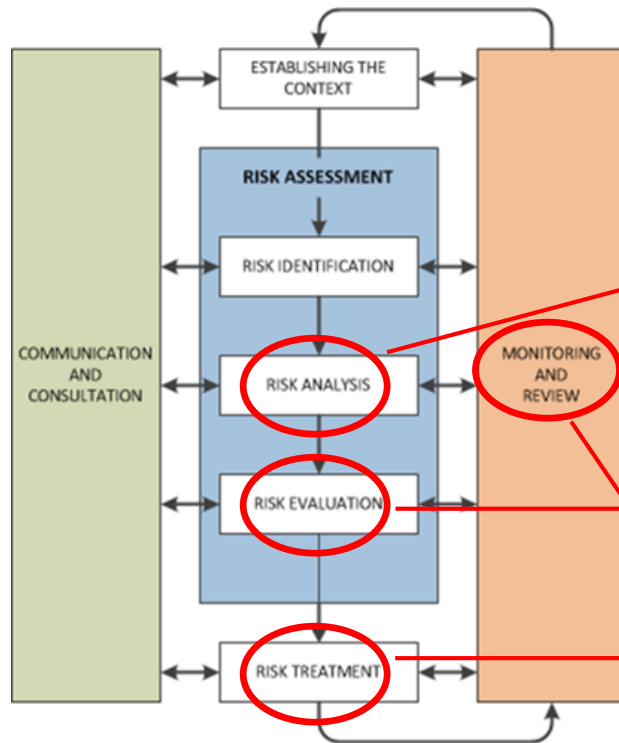 ESTABLISHING THE
CONTEXT
RISK ASSESSMENT
RISK IDENTIFICATION
COMMUNICATION
AND
CONSULTATION
RISK ANALYSIS
MONITORING
AND
REVIEW
RISK EVALUATION
RISK TREATMENT